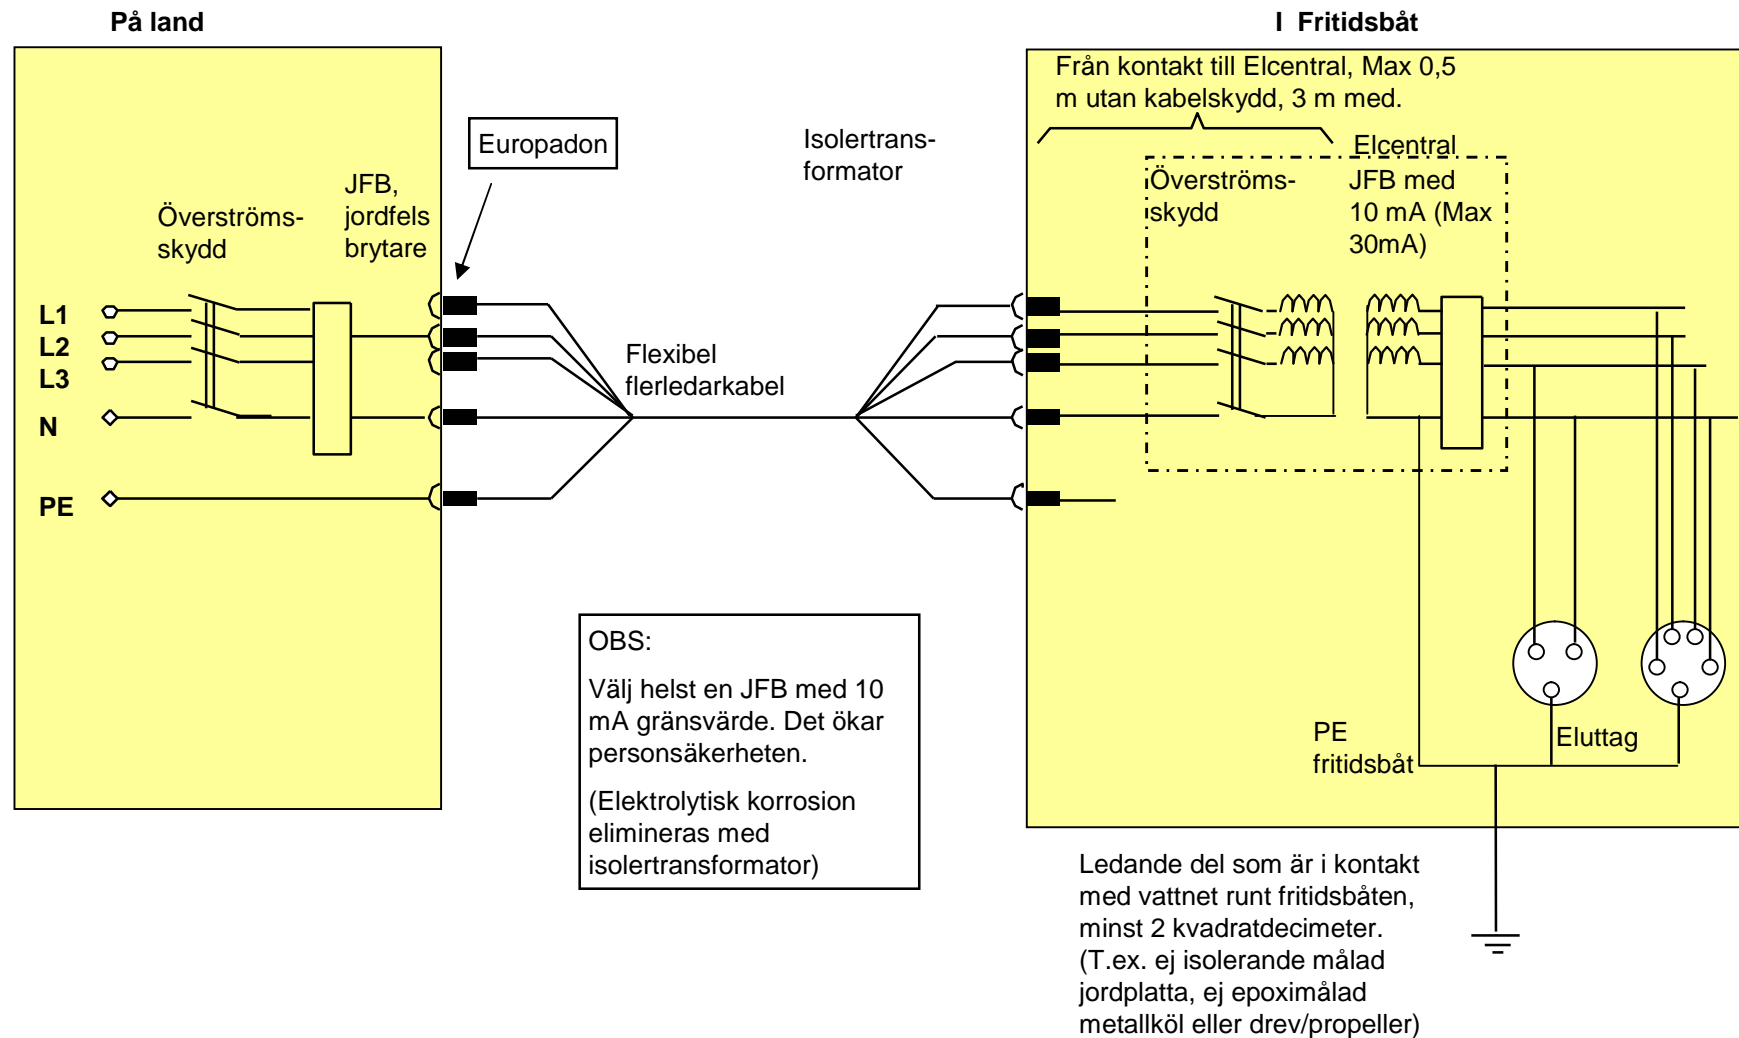 På land
I Fritidsbåt
Från kontakt till Elcentral, Max 0,5
m utan kabelskydd, 3 m med.
Europadon
Isolertrans-
formator
Elcentral
Överströms-
skydd
JFB med
10 mA (Max
30mA)
JFB,
jordfels
brytare
Överströms-
skydd
L1
L2
L3
N
PE
Flexibel
flerledarkabel
OBS:
Välj helst en JFB med 10
mA gränsvärde. Det ökar
personsäkerheten.
(Elektrolytisk korrosion
elimineras med
isolertransformator)
PE
fritidsbåt
Eluttag
Ledande del som är i kontakt
med vattnet runt fritidsbåten,
minst 2 kvadratdecimeter.
(T.ex. ej isolerande målad
jordplatta, ej epoximålad
metallköl eller drev/propeller)